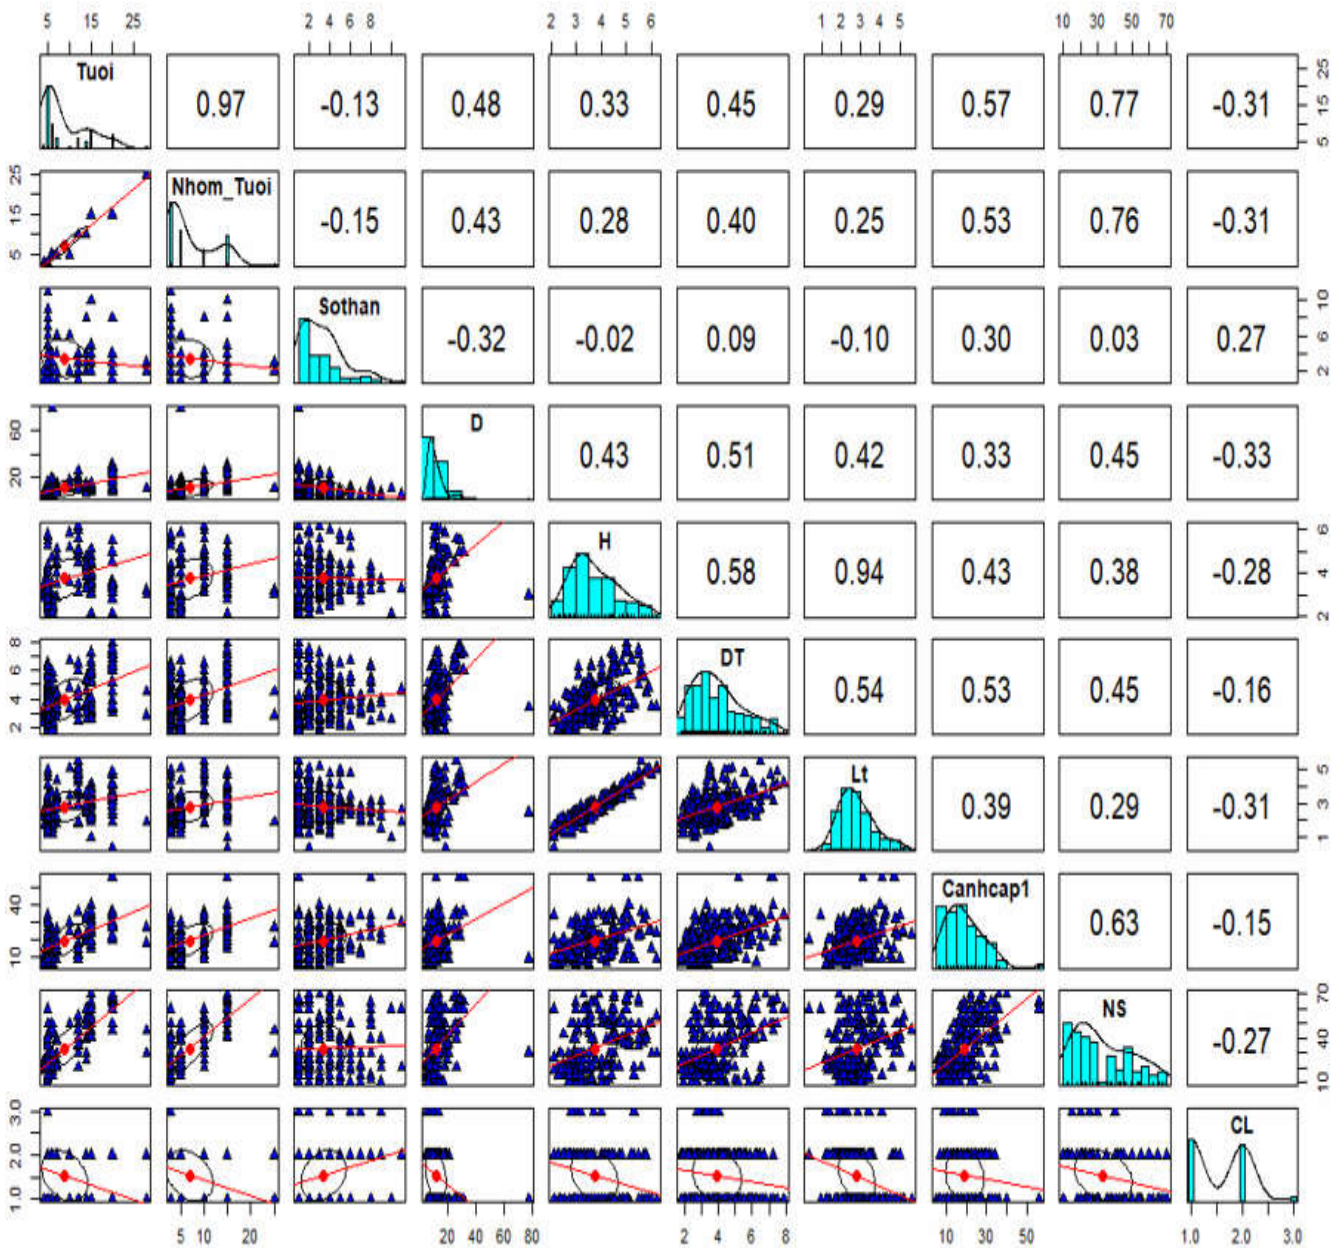 5 15 25 2 4 6 8 2 3 4 5 6 1 2 3 4 5 10 30 50 70
Tuoi 0.97 -0.13 0.48 0.33 0.45 0.29 0.57 0.77 -0.31 5 15 25
5 15 25 Nhom_Tuoi -0.15 0.43 0.28 0.40 0.25 0.53 0.76 -0.31
Sothan -0.32 -0.02 0.09 -0.10 0.30 0.03 0.27 2 6 10
20 60 D 0.43 0.51 0.42 0.33 0.45 -0.33
H 0.58 0.94 0.43 0.38 -0.28 2 4
2 4 6 8 DT 0.54 0.53 0.45 -0.16
Lt 0.39 0.29 -0.31 1 3 5
10 40 Canhcap1 0.63 -0.15
NS -0.27 10 40 70
1.0 2.0 3.0 CL
5 10 20 20 40 60 80 2 4 6 8 10 30 50 1.0 2.0 3.0